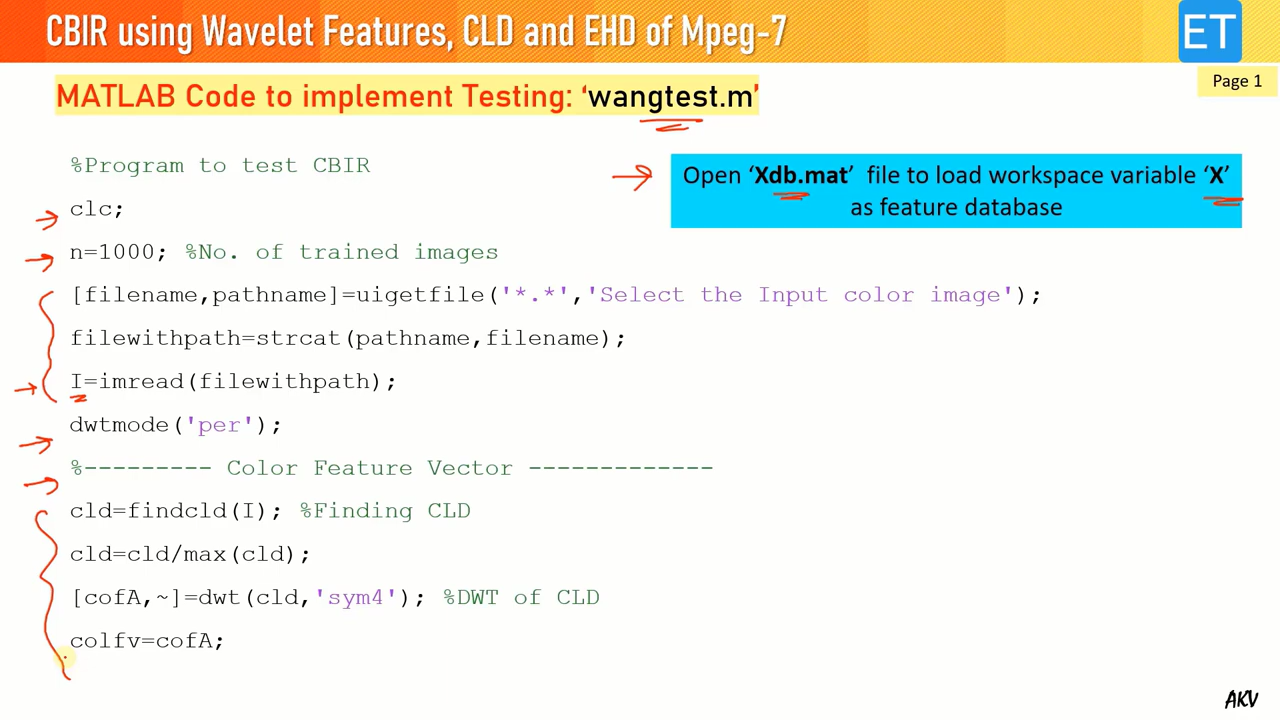 CBIR using Wavelet Features, CLD and EHD of Mpeg-7
ET
Page 1
MATLAB Code to implement Testing: ‘wangtest.m’
%Program to test CBIR
Open ‘Xdb.mat’ file to load workspace variable ‘X’
as feature database
clc;
n=1000; %No. of trained images
[filename,pathname]=uigetfile('*.*','Select the Input color image');
filewithpath=strcat(pathname,filename);
I=imread(filewithpath);
dwtmode('per');
%--------- Color Feature Vector -------------
cld=findcld(I); %Finding CLD
cld=cld/max(cld);
[cofA,~]=dwt(cld,'sym4'); %DWT of CLD
colfv=cofA;
AKV